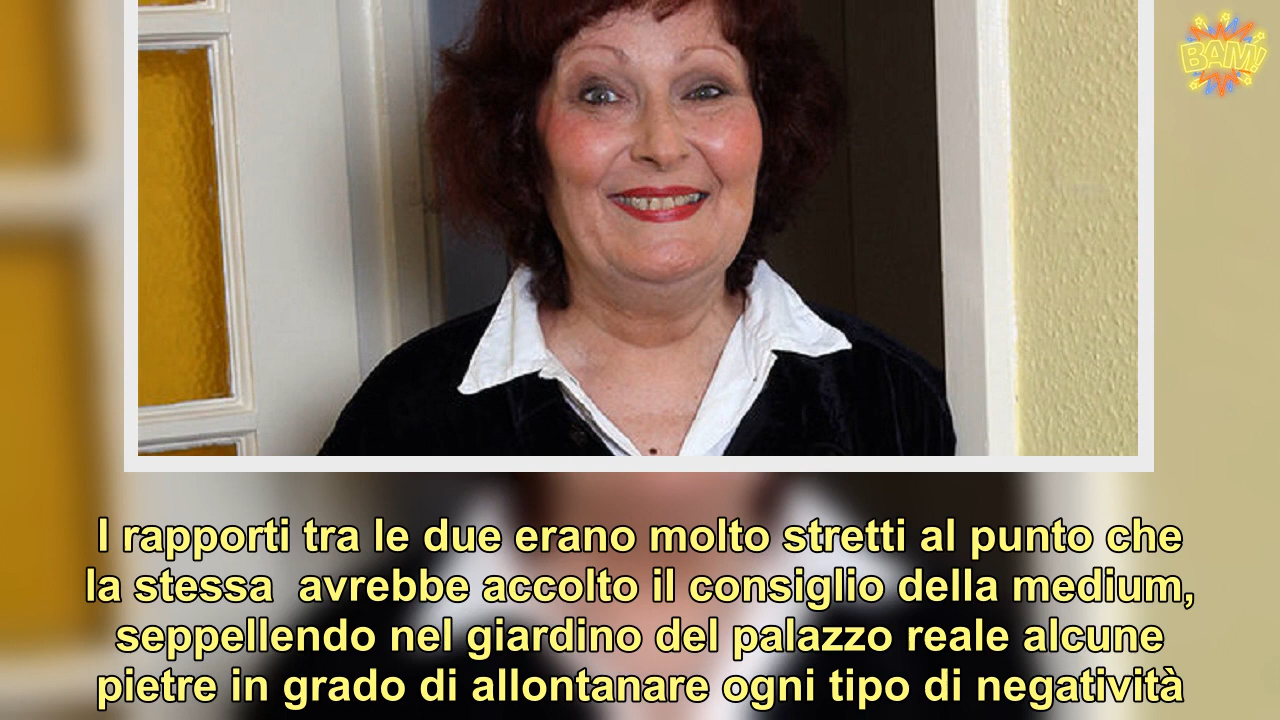 BAM!
I rapporti tra le due erano molto stretti al punto che
la stessa  avrebbe accolto il consiglio della medium,
seppellendo nel giardino del palazzo reale alcune
pietre in grado di allontanare ogni tipo di negatività